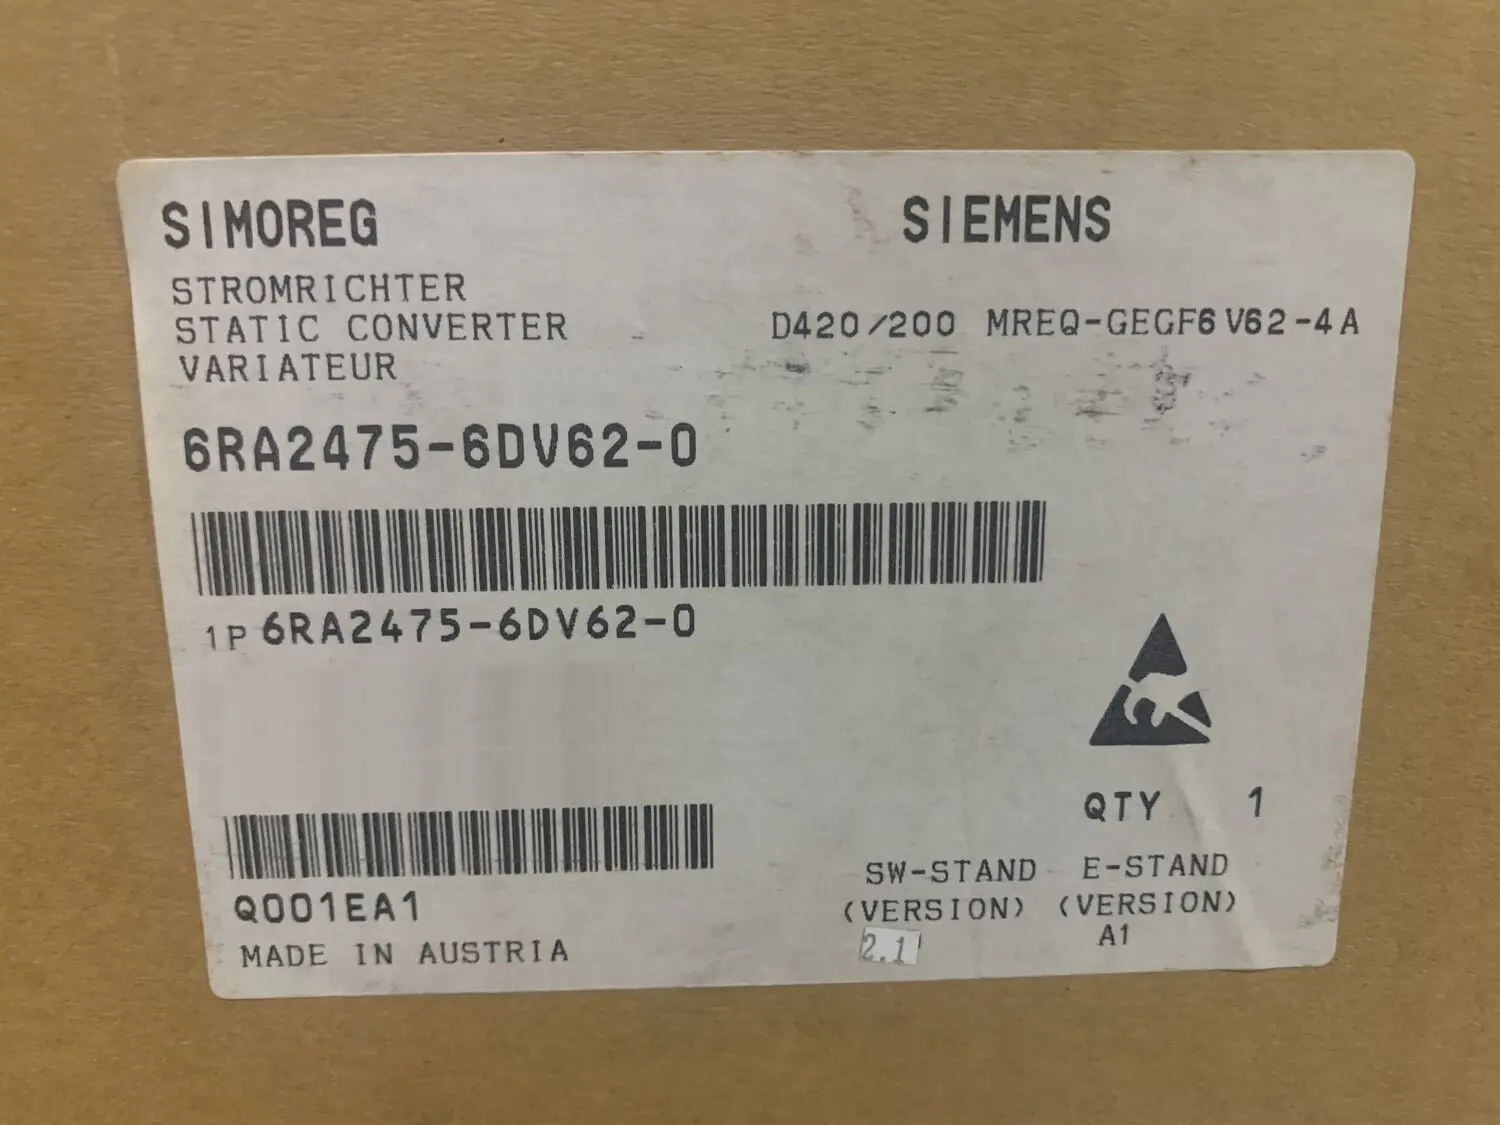 SIMOREG
SIEMENS
STROMRICHTER
STATIC CONVERTER
VARIATEUR
D420/200 MREQ-GEGF6V62-4A
6RA2475-6DV62-0
1P 6RA2475-6DV62-0
QTY 1
Q001EA1
MADE IN AUSTRIA
SW-STAND E-STAND
(VERSION) (VERSION)
2.1 A1